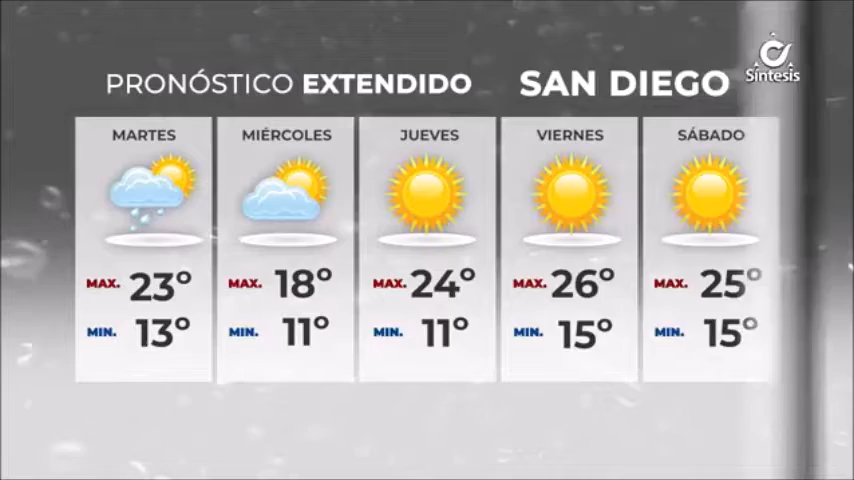 PRONÓSTICO EXTENDIDO SAN DIEGO
Síntesis
MARTES MIÉRCOLES JUEVES VIERNES SÁBADO
MAX. 23° MAX. 18° MAX. 24° MAX. 26° MAX. 25°
MIN. 13° MIN. 11° MIN. 11° MIN. 15° MIN. 15°